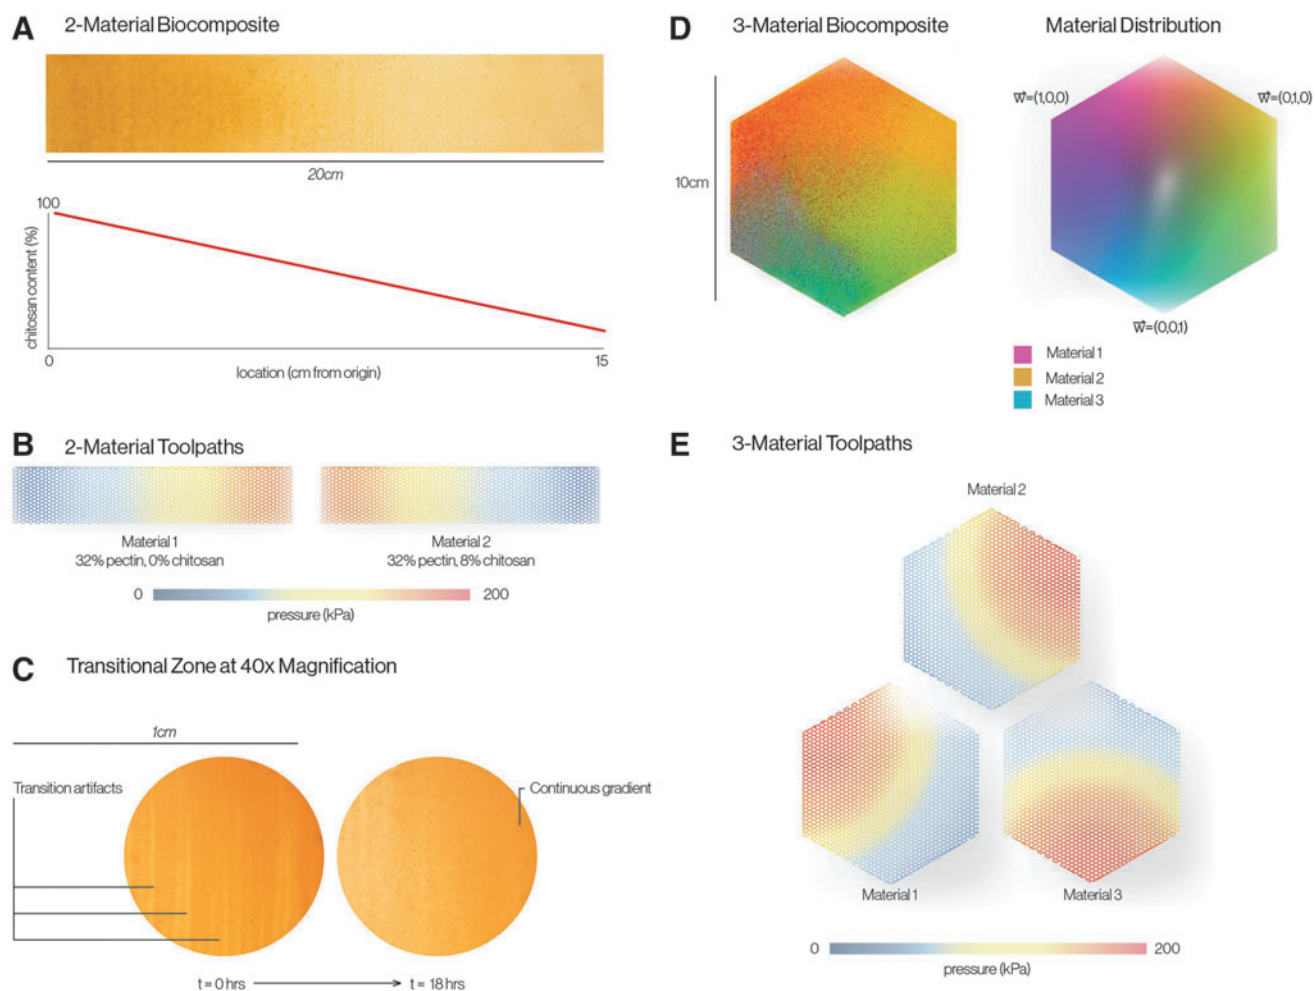 A 2-Material Biocomposite
20cm
100
chitosan content (%)
0
15
location (cm from origin)
B 2-Material Toolpaths
Material 1
32% pectin, 0% chitosan
Material 2
32% pectin, 8% chitosan
0
200
pressure (kPa)
C Transitional Zone at 40x Magnification
1cm
Transition artifacts
Continuous gradient
t = 0 hrs
t = 18 hrs
D 3-Material Biocomposite
Material Distribution
10cm
w⃗=(1,0,0)
w⃗=(0,1,0)
w⃗=(0,0,1)
Material 1
Material 2
Material 3
E 3-Material Toolpaths
Material 2
Material 1
Material 3
0
200
pressure (kPa)